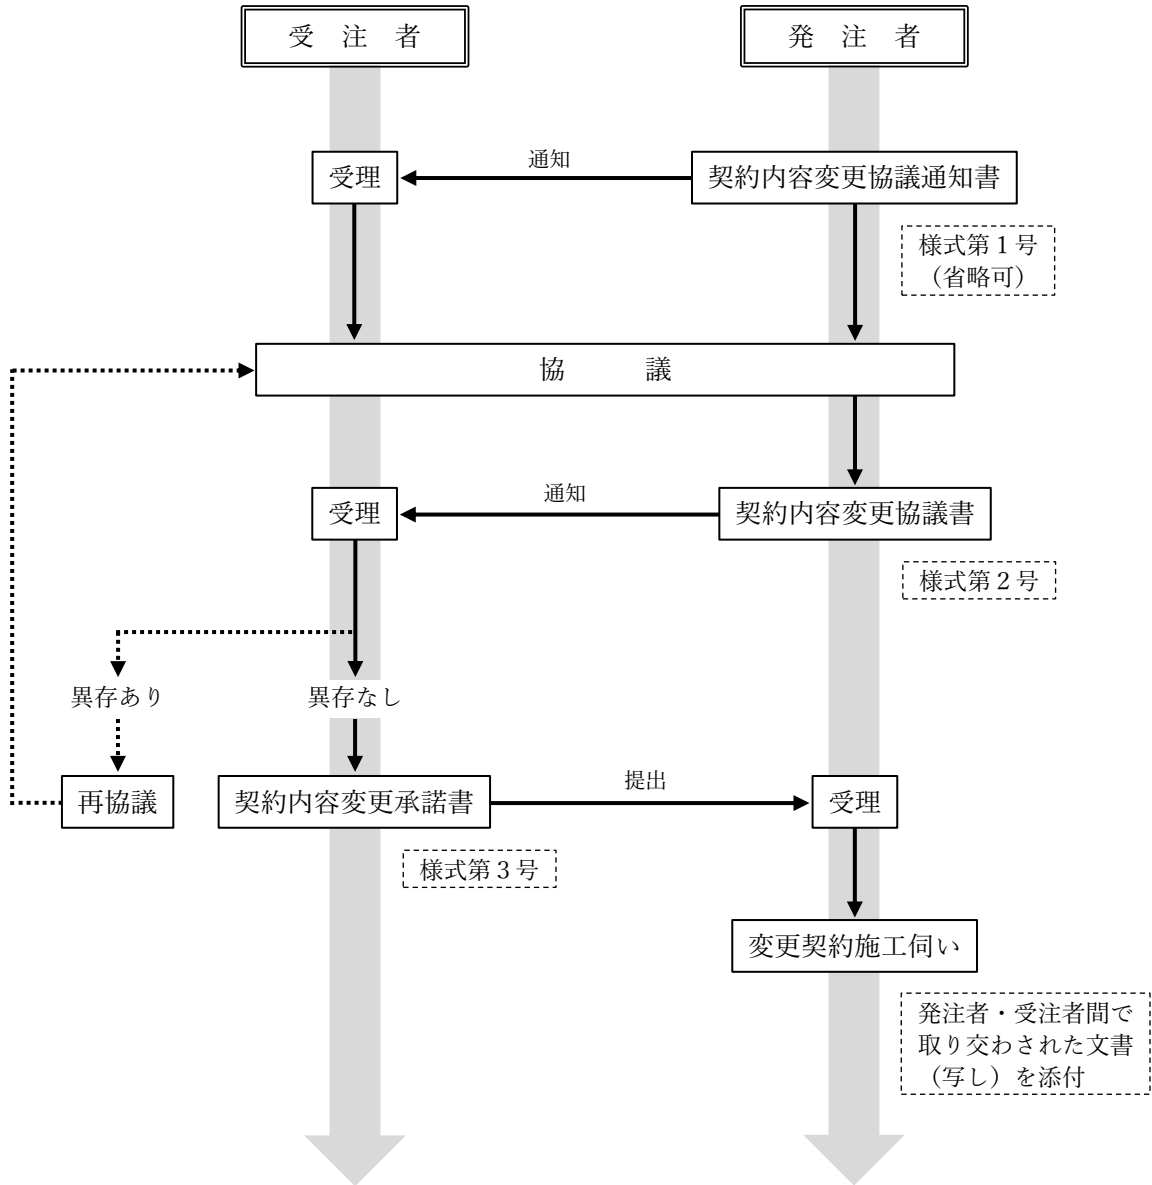 受　注　者
発　注　者
受理
通知
契約内容変更協議通知書
様式第１号
（省略可）
協　　　議
受理
通知
契約内容変更協議書
様式第２号
異存あり
異存なし
再協議
契約内容変更承諾書
提出
受理
様式第３号
変更契約施工伺い
発注者・受注者間で
取り交わされた文書
（写し）を添付